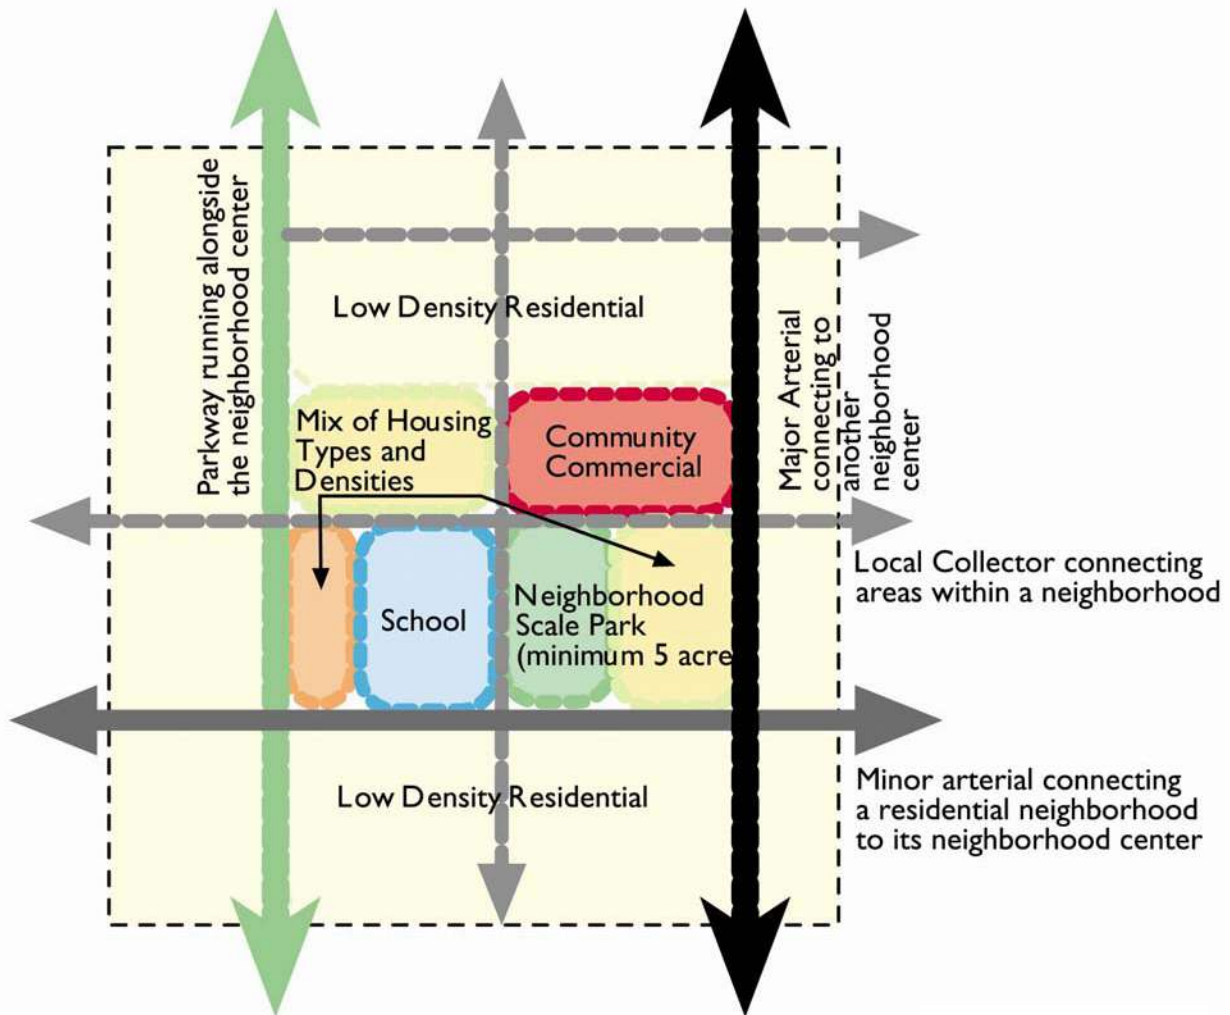 Parkway running alongside
the neighborhood center
Low Density Residential
Major Arterial
connecting to
another
neighborhood
center
Mix of Housing
Types and
Densities
Community
Commercial
Local Collector connecting
areas within a neighborhood
School
Neighborhood
Scale Park
(minimum 5 acre
Low Density Residential
Minor arterial connecting
a residential neighborhood
to its neighborhood center